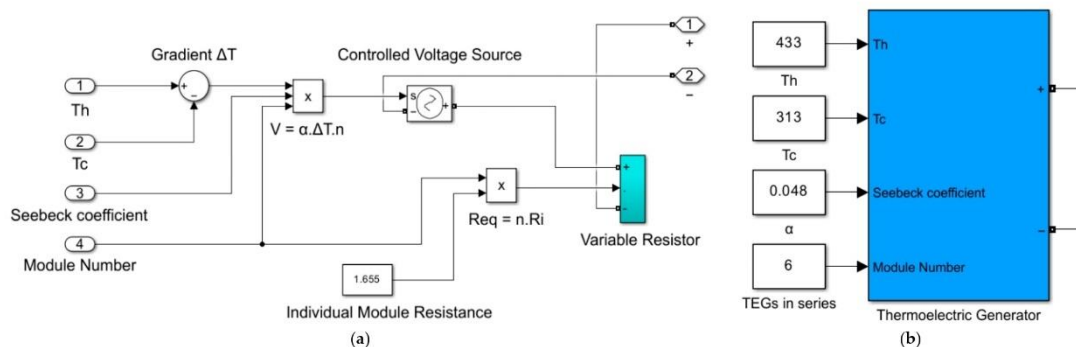 Gradient ΔT
Controlled Voltage Source
1
+
2
−
1
Th
+
−
2
Tc
3
Seebeck coefficient
4
Module Number
x
V = α.ΔT.n
s
−
+
x
Req = n.Ri
1.655
Individual Module Resistance
+
−
Variable Resistor
(a)
433
Th
313
Tc
0.048
α
6
TEGs in series
Th
Tc
Seebeck coefficient
Module Number
+
−
Thermoelectric Generator
(b)